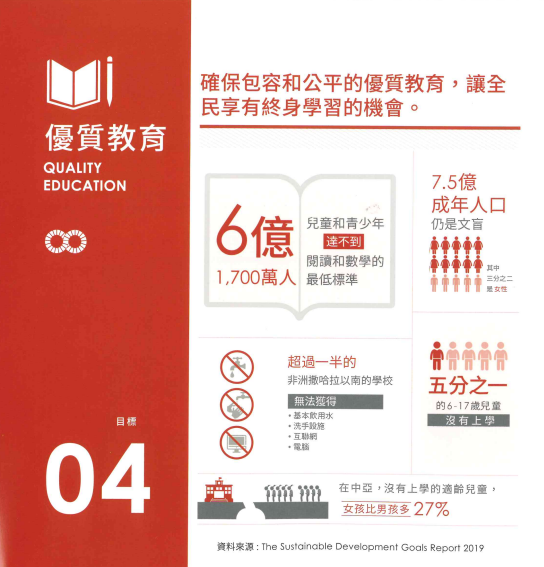 優質教育
QUALITY
EDUCATION
目標
04
確保包容和公平的優質教育，讓全
民享有終身學習的機會。
6億
1,700萬人
兒童和青少年
達不到
閱讀和數學的
最低標準
7.5億
成年人口
仍是文盲
其中
三分之二
是女性
超過一半的
非洲撒哈拉以南的學校
無法獲得
•基本飲用水
•洗手設施
•互聯網
•電腦
五分之一
的6-17歲兒童
沒有上學
在中亞，沒有上學的適齡兒童，
女孩比男孩多27%
資料來源：The Sustainable Development Goals Report 2019